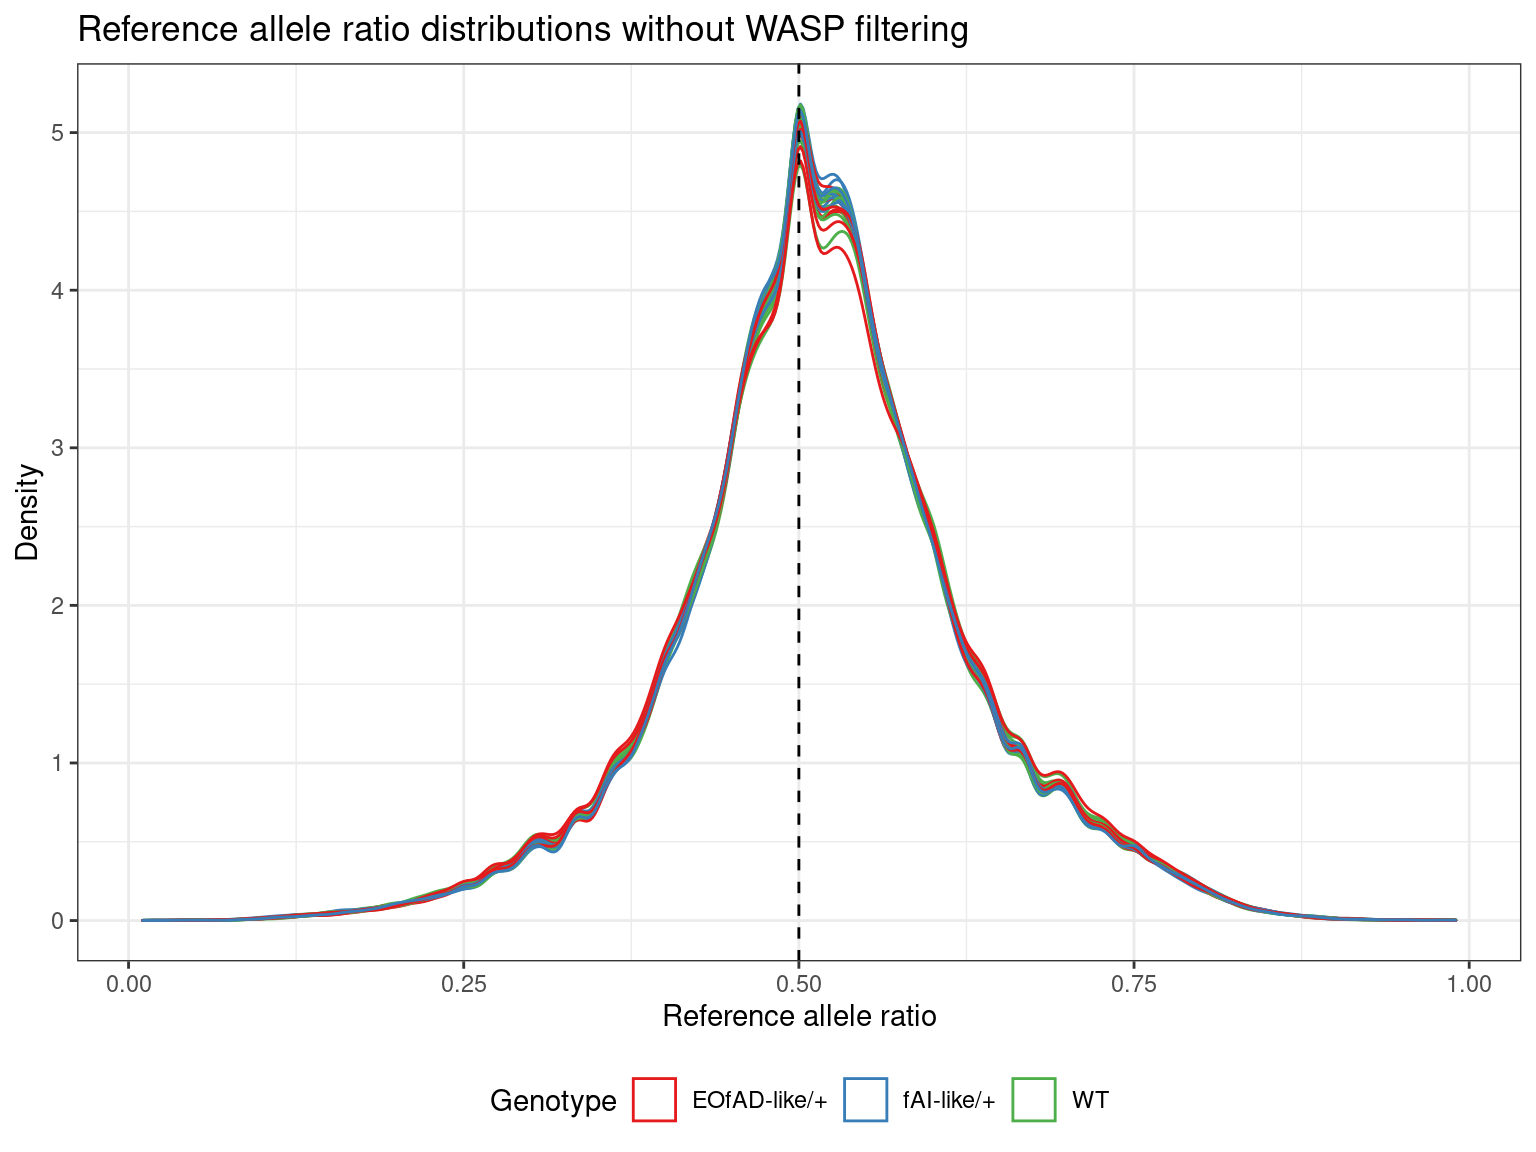 Reference allele ratio distributions without WASP filtering
5
4
3
2
1
0
Density
0.00 0.25 0.50 0.75 1.00
Reference allele ratio
Genotype EOfAD-like/+ fAI-like/+ WT